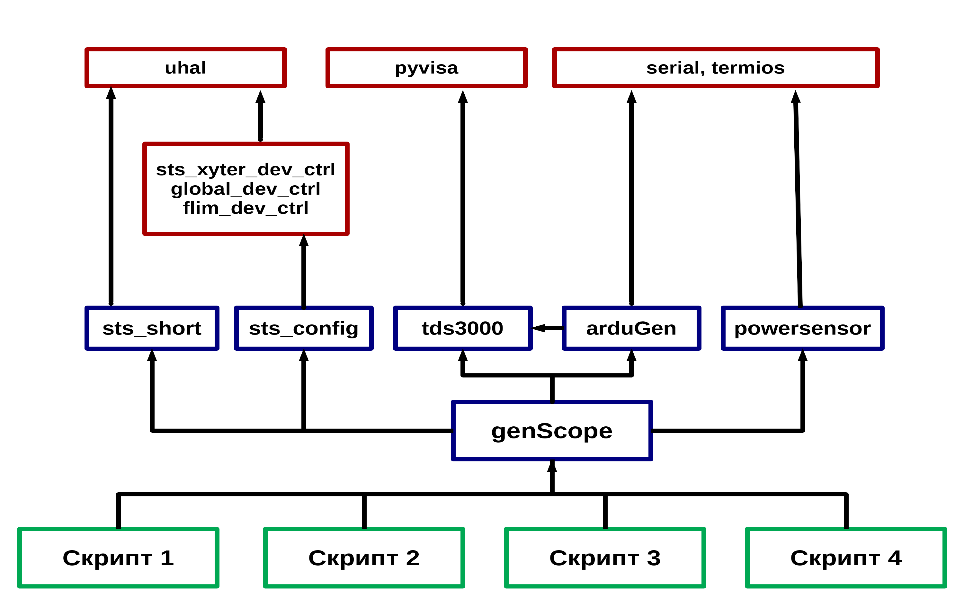 uhal
pyvisa
serial, termios
sts_xyter_dev_ctrl
global_dev_ctrl
flim_dev_ctrl
sts_short
sts_config
tds3000
arduGen
powersensor
genScope
Скрипт 1
Скрипт 2
Скрипт 3
Скрипт 4